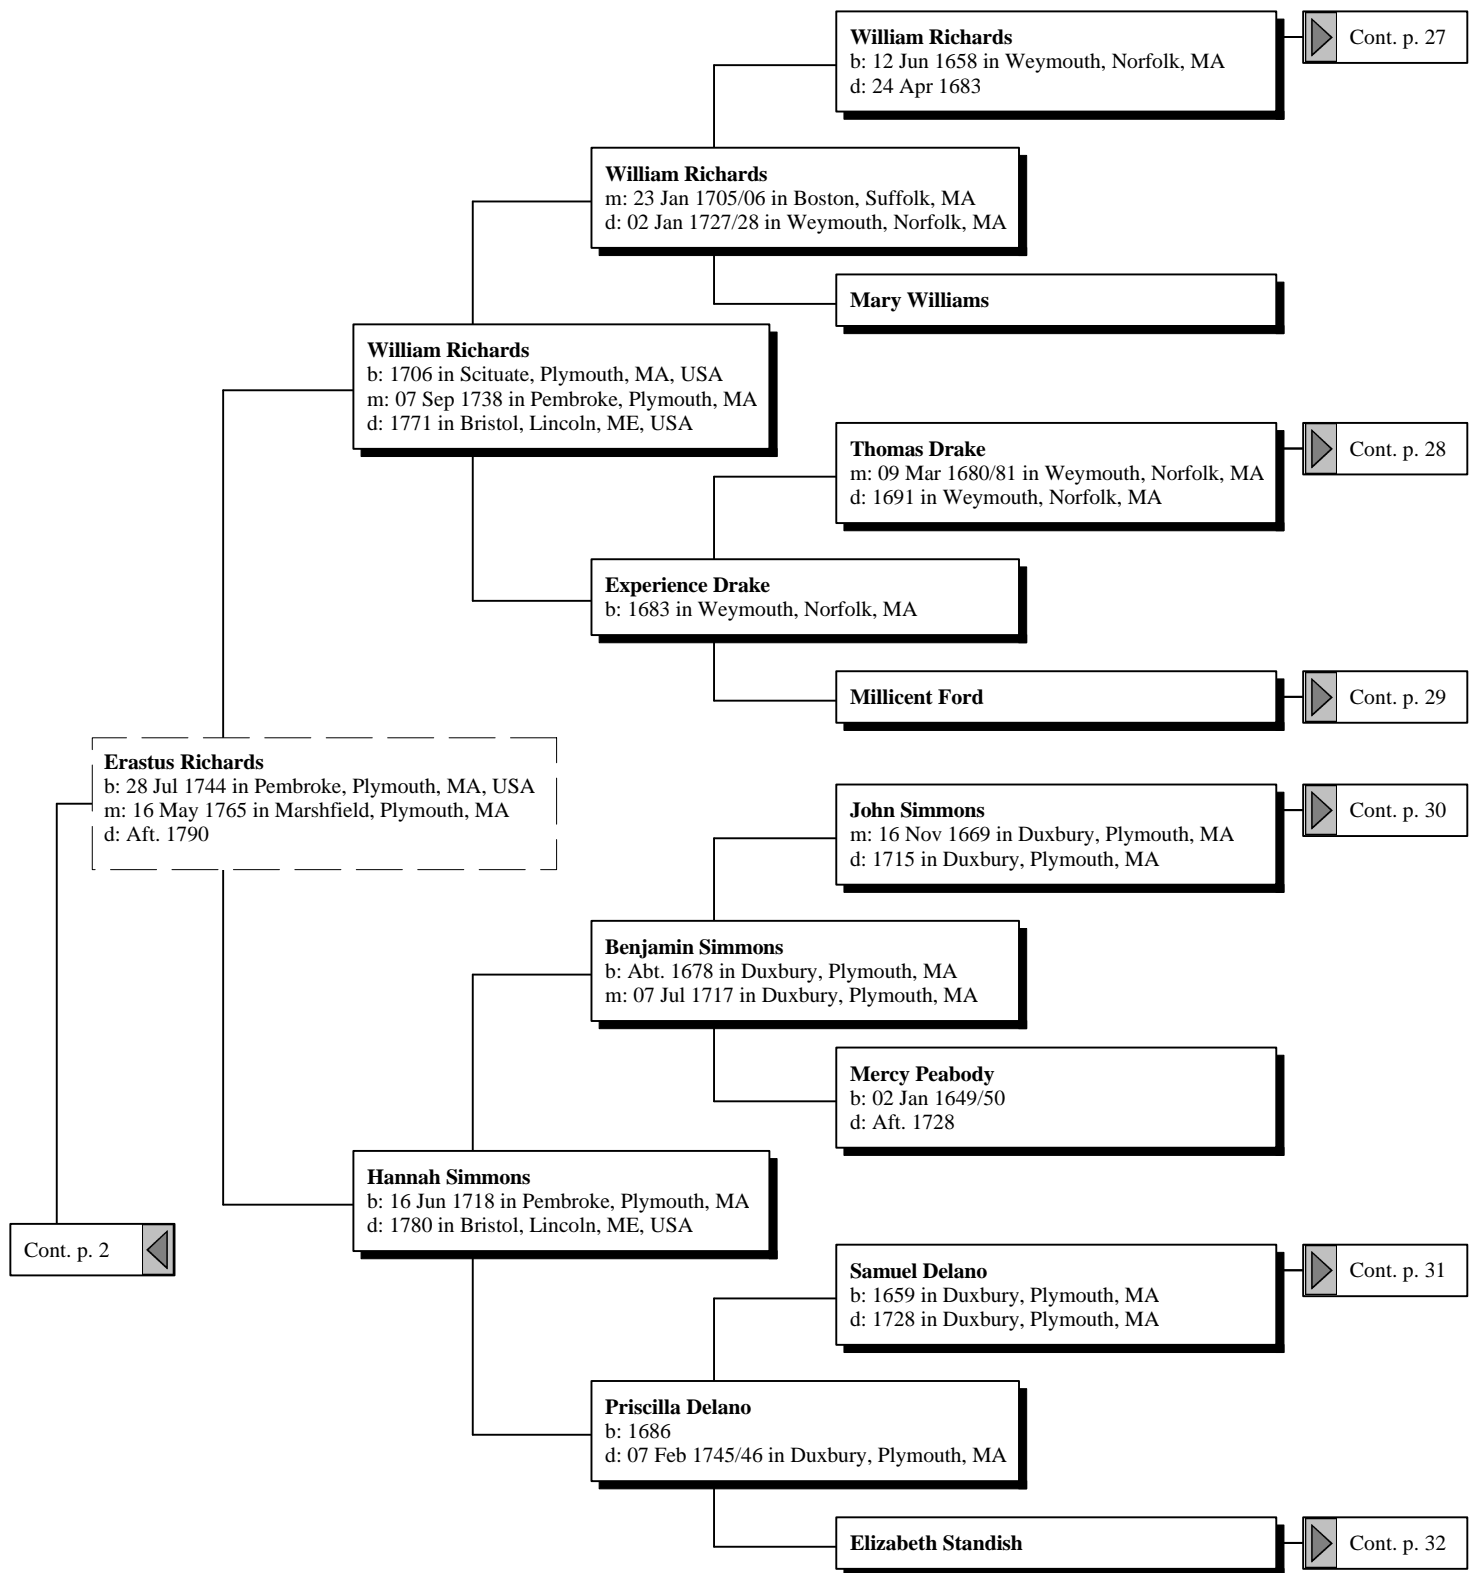 William Richards
b: 12 Jun 1658 in Weymouth, Norfolk, MA
d: 24 Apr 1683
Cont. p. 27
William Richards
m: 23 Jan 1705/06 in Boston, Suffolk, MA
d: 02 Jan 1727/28 in Weymouth, Norfolk, MA
Mary Williams
William Richards
b: 1706 in Scituate, Plymouth, MA, USA
m: 07 Sep 1738 in Pembroke, Plymouth, MA
d: 1771 in Bristol, Lincoln, ME, USA
Thomas Drake
m: 09 Mar 1680/81 in Weymouth, Norfolk, MA
d: 1691 in Weymouth, Norfolk, MA
Cont. p. 28
Experience Drake
b: 1683 in Weymouth, Norfolk, MA
Millicent Ford
Cont. p. 29
Erastus Richards
b: 28 Jul 1744 in Pembroke, Plymouth, MA, USA
m: 16 May 1765 in Marshfield, Plymouth, MA
d: Aft. 1790
John Simmons
m: 16 Nov 1669 in Duxbury, Plymouth, MA
d: 1715 in Duxbury, Plymouth, MA
Cont. p. 30
Benjamin Simmons
b: Abt. 1678 in Duxbury, Plymouth, MA
m: 07 Jul 1717 in Duxbury, Plymouth, MA
Mercy Peabody
b: 02 Jan 1649/50
d: Aft. 1728
Hannah Simmons
b: 16 Jun 1718 in Pembroke, Plymouth, MA
d: 1780 in Bristol, Lincoln, ME, USA
Cont. p. 2
Samuel Delano
b: 1659 in Duxbury, Plymouth, MA
d: 1728 in Duxbury, Plymouth, MA
Cont. p. 31
Priscilla Delano
b: 1686
d: 07 Feb 1745/46 in Duxbury, Plymouth, MA
Elizabeth Standish
Cont. p. 32